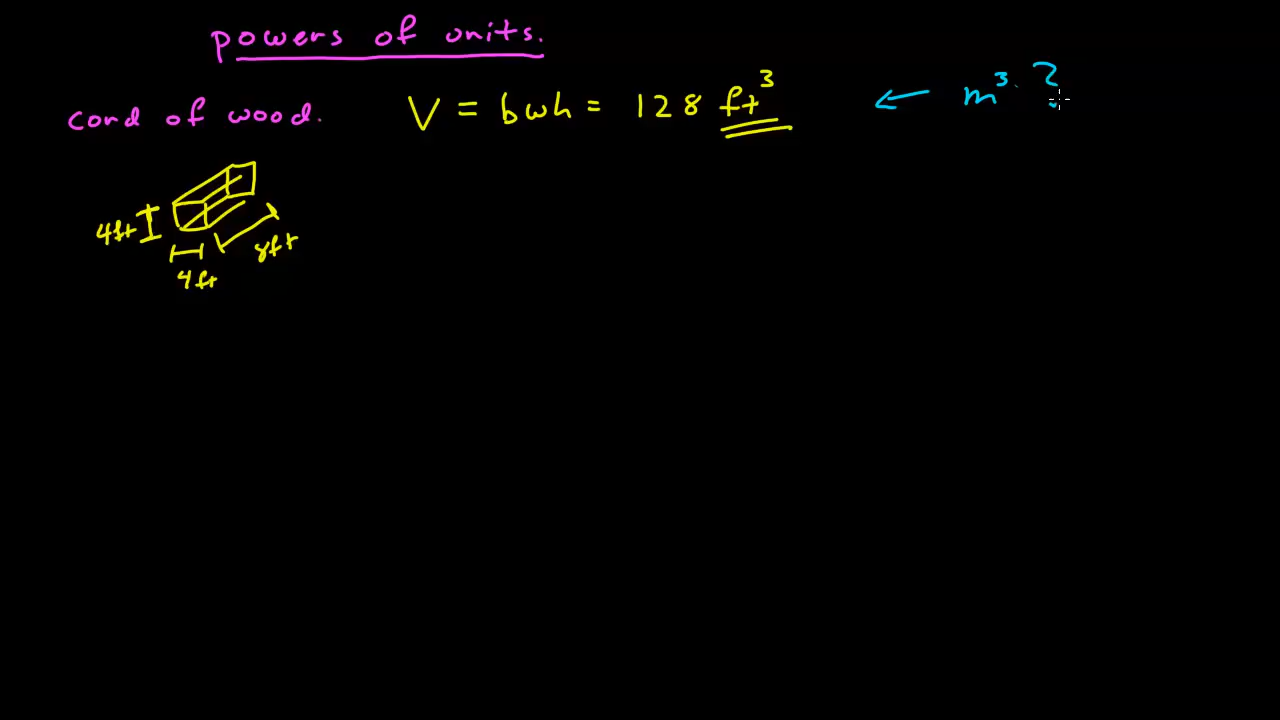 powers of units.
cord of wood.
V = bwh = 128 ft³ ← m³. ?
4ft
8ft
4ft